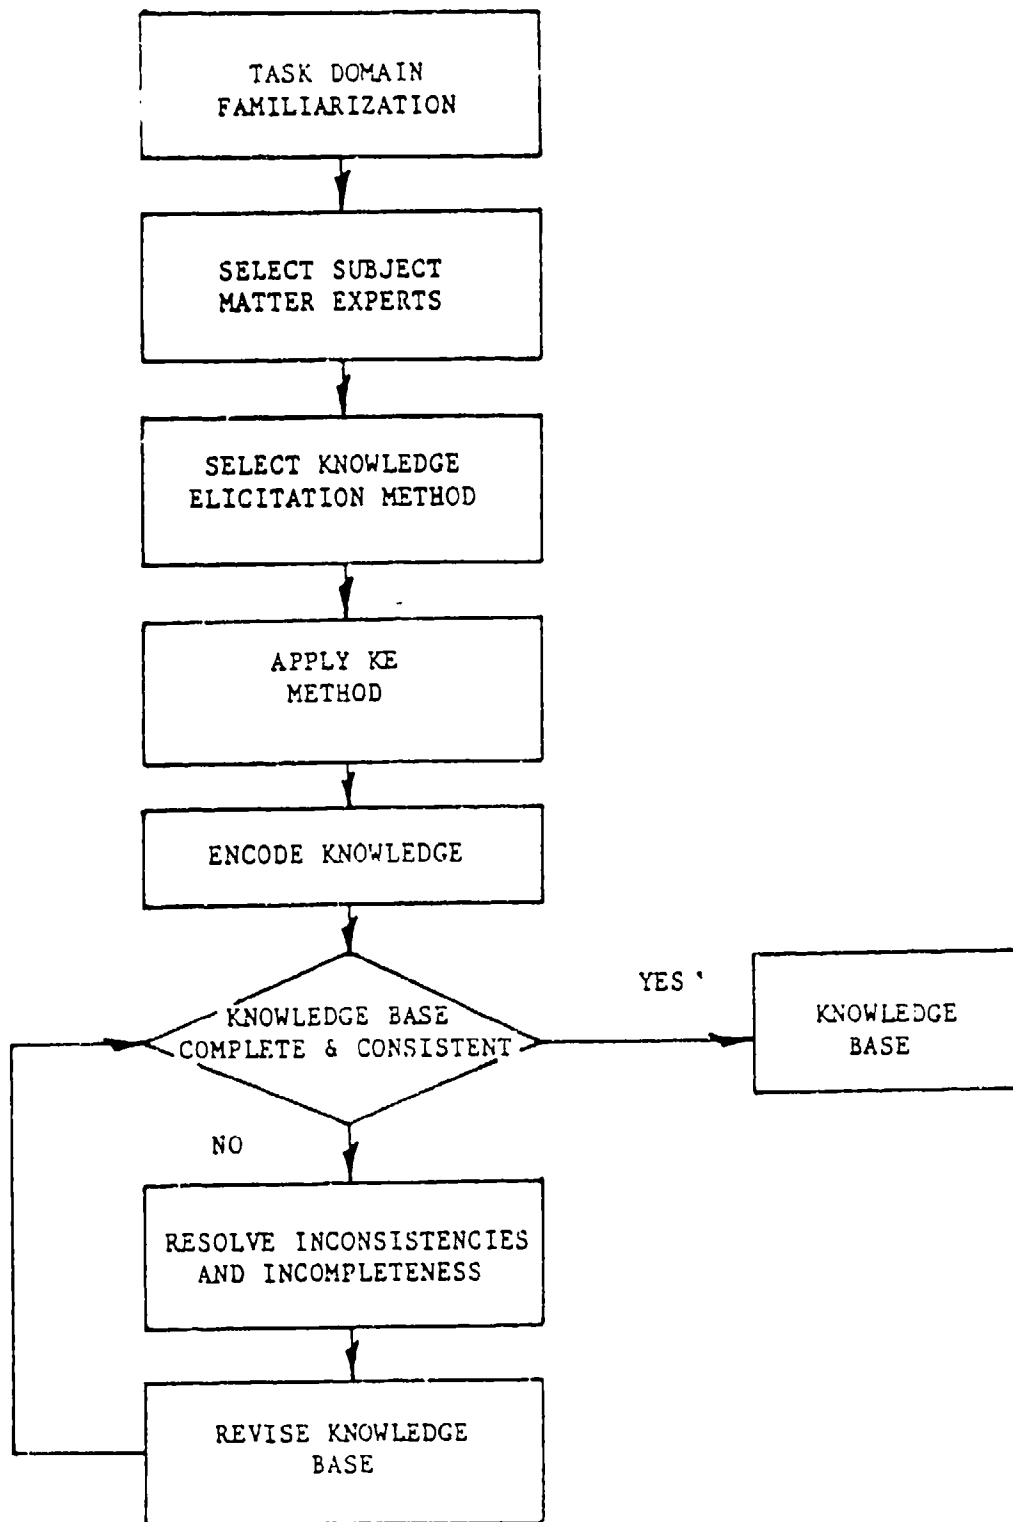 TASK DOMAIN
FAMILIARIZATION
SELECT SUBJECT
MATTER EXPERTS
SELECT KNOWLEDGE
ELICITATION METHOD
APPLY KE
METHOD
ENCODE KNOWLEDGE
KNOWLEDGE BASE
COMPLETE & CONSISTENT
YES
KNOWLEDGE
BASE
NO
RESOLVE INCONSISTENCIES
AND INCOMPLETENESS
REVISE KNOWLEDGE
BASE